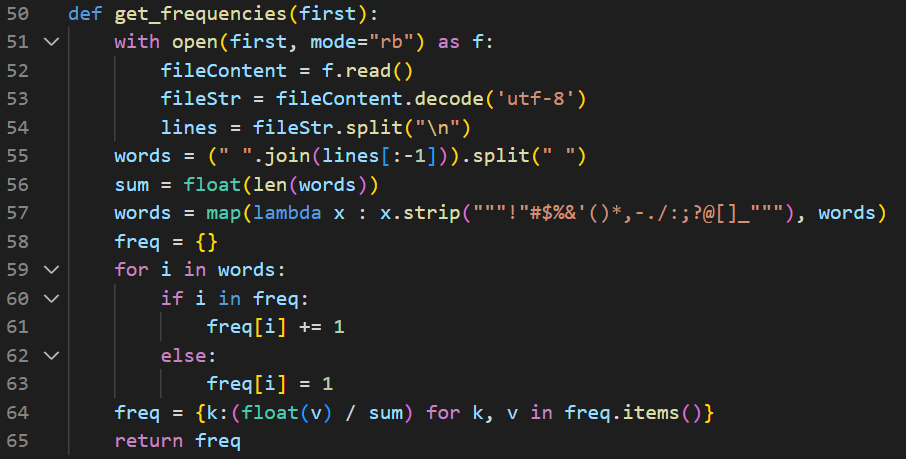 50 def get_frequencies(first):
51     with open(first, mode="rb") as f:
52         fileContent = f.read()
53         fileStr = fileContent.decode('utf-8')
54         lines = fileStr.split("\n")
55     words = (" ".join(lines[:-1])).split(" ")
56     sum = float(len(words))
57     words = map(lambda x : x.strip("""!"#$%&'()*,-./:;?@[]_"""), words)
58     freq = {}
59     for i in words:
60         if i in freq:
61             freq[i] += 1
62         else:
63             freq[i] = 1
64     freq = {k:(float(v) / sum) for k, v in freq.items()}
65     return freq